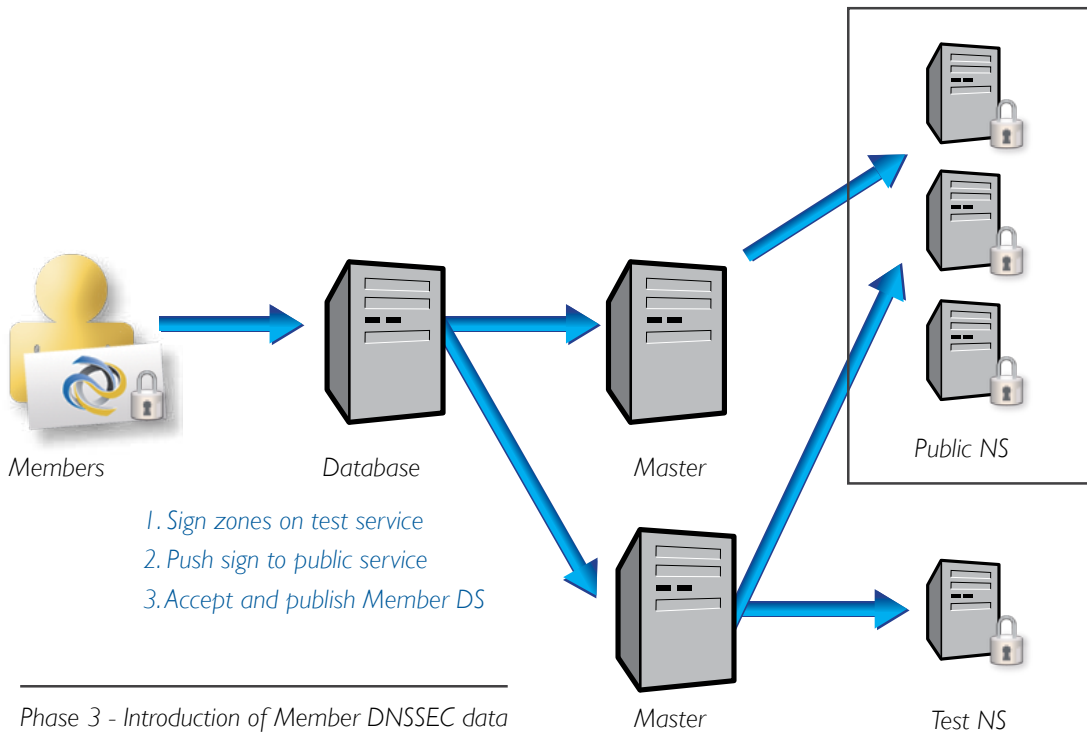 Public NS
Members
Database
Master
1. Sign zones on test service
2. Push sign to public service
3. Accept and publish Member DS
Phase 3 - Introduction of Member DNSSEC data
Master
Test NS